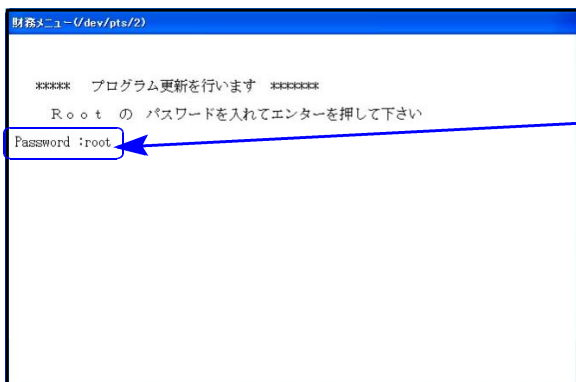 財務メニュー(/dev/pts/2)
***** プログラム更新を行います *******
Ｒｏｏｔ の パスワードを入れてエンターを押して下さい
Password :root